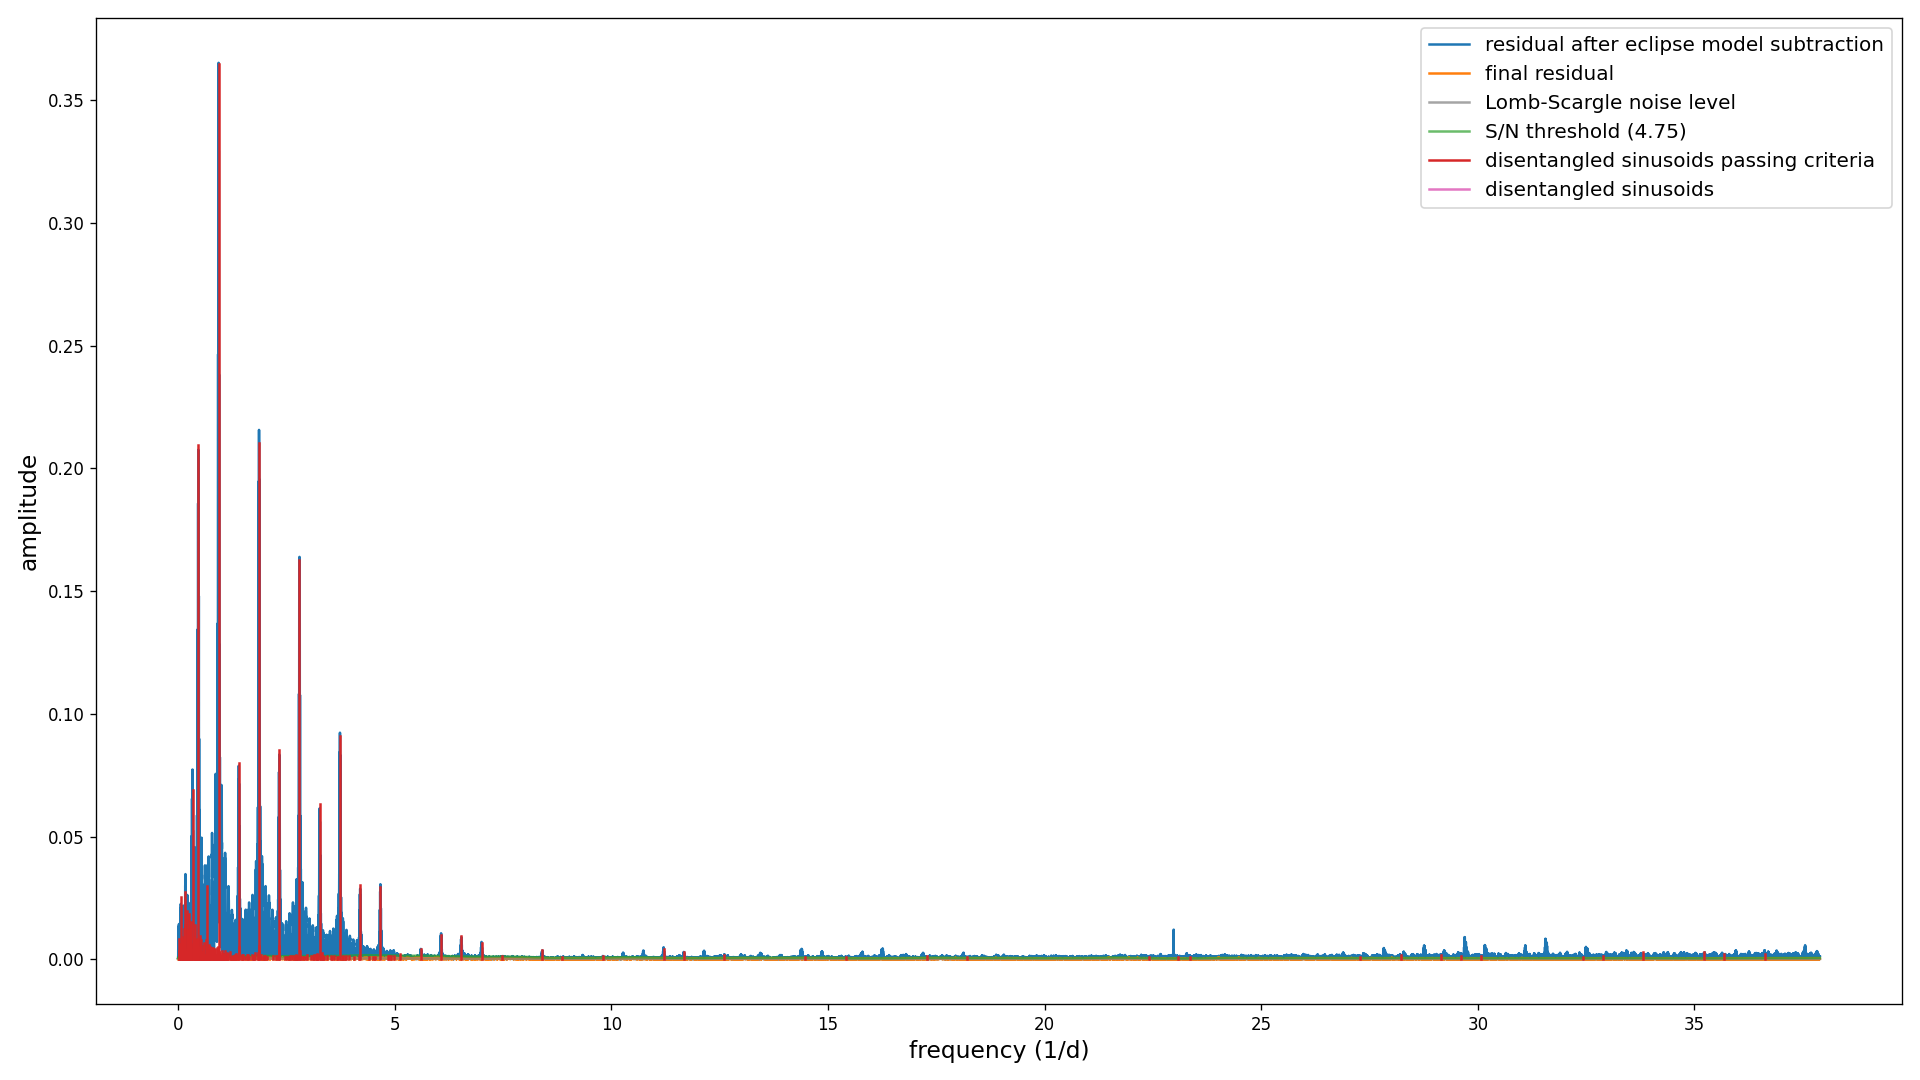 residual after eclipse model subtraction
final residual
Lomb-Scargle noise level
S/N threshold (4.75)
disentangled sinusoids passing criteria
disentangled sinusoids
0.35
0.30
0.25
0.20
0.15
0.10
0.05
0.00
amplitude
0 5 10 15 20 25 30 35
frequency (1/d)